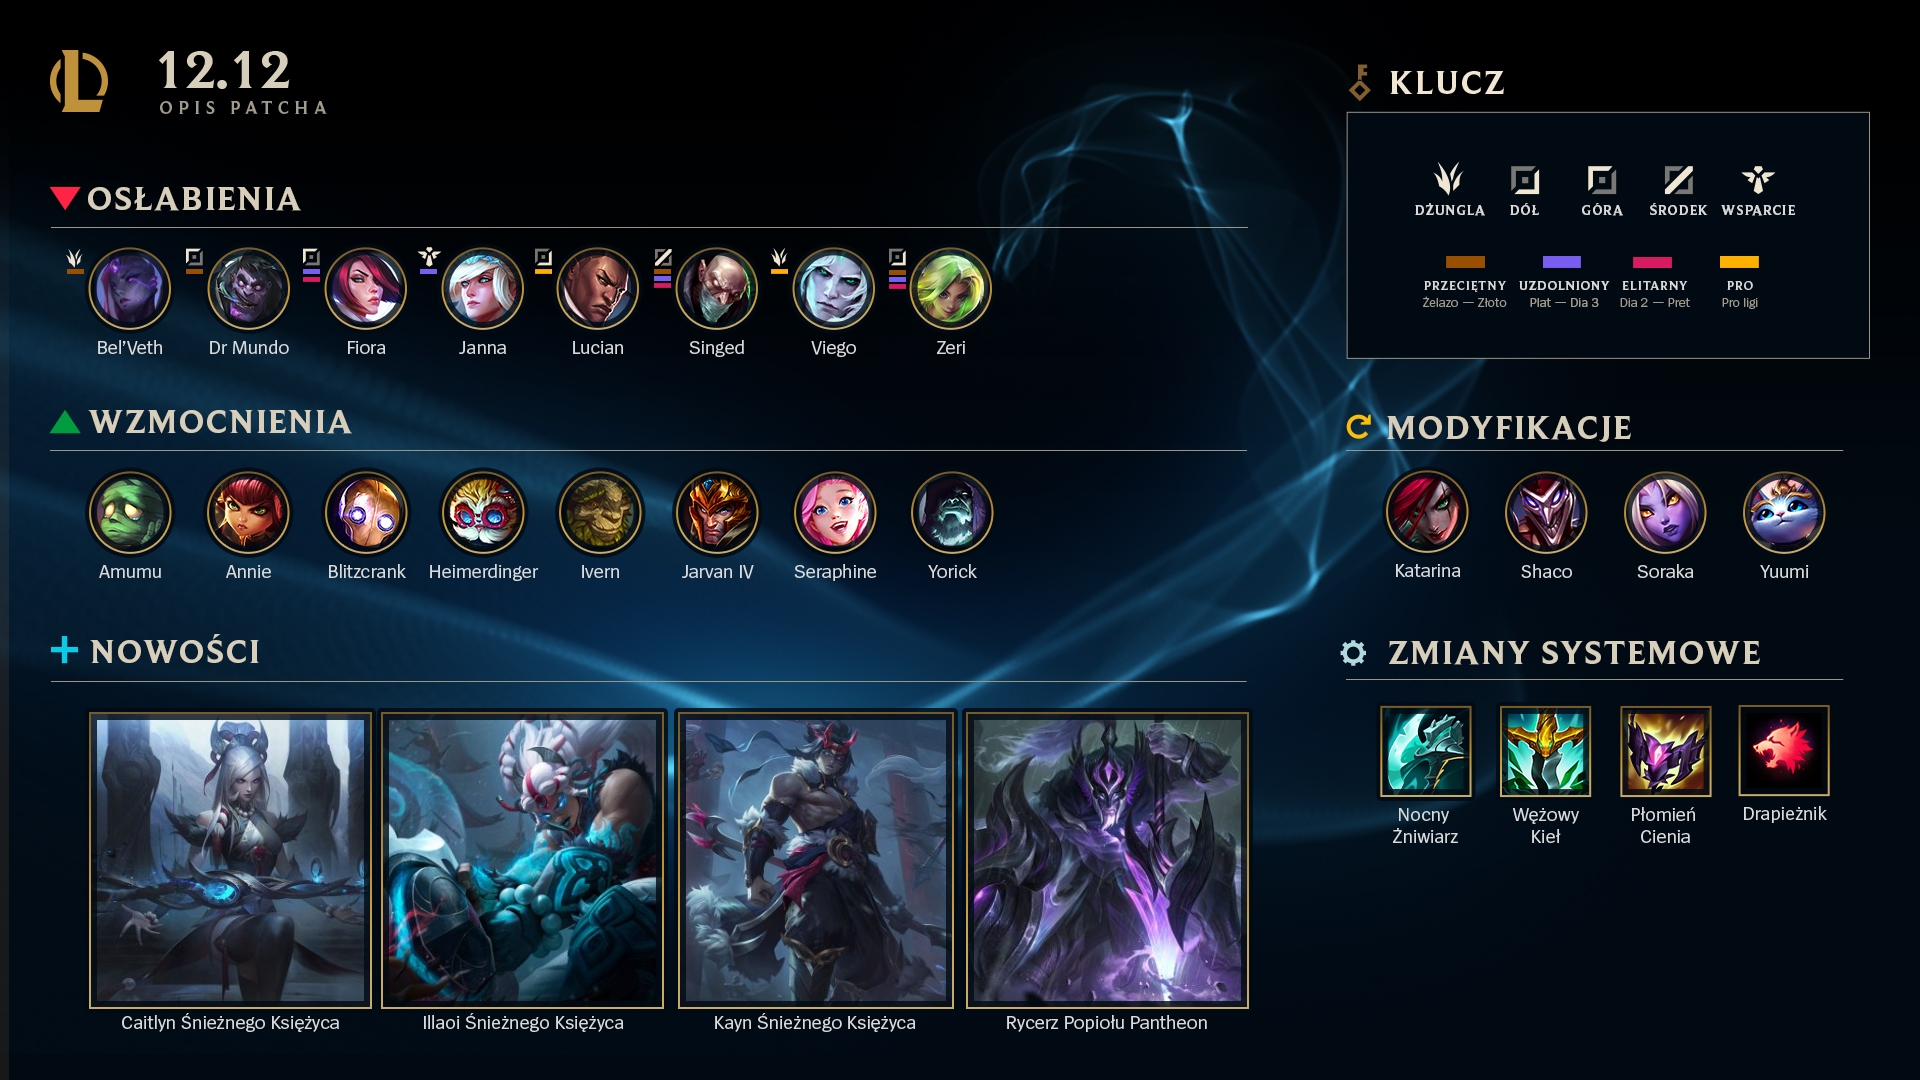 12.12
OPIS PATCHA
KLUCZ
DŻUNGLA DÓŁ GÓRA ŚRODEK WSPARCIE
PRZECIĘTNY UZDOLNIONY ELITARNY PRO
Żelazo — Złoto Plat — Dia 3 Dia 2 — Pret Pro ligi
OSŁABIENIA
Bel'Veth Dr Mundo Fiora Janna Lucian Singed Viego Zeri
WZMOCNIENIA
Amumu Annie Blitzcrank Heimerdinger Ivern Jarvan IV Seraphine Yorick
MODYFIKACJE
Katarina Shaco Soraka Yuumi
NOWOŚCI
Caitlyn Śnieżnego Księżyca Illaoi Śnieżnego Księżyca Kayn Śnieżnego Księżyca Rycerz Popiołu Pantheon
ZMIANY SYSTEMOWE
Nocny Wężowy Płomień Drapieżnik
Żniwiarz Kieł Cienia